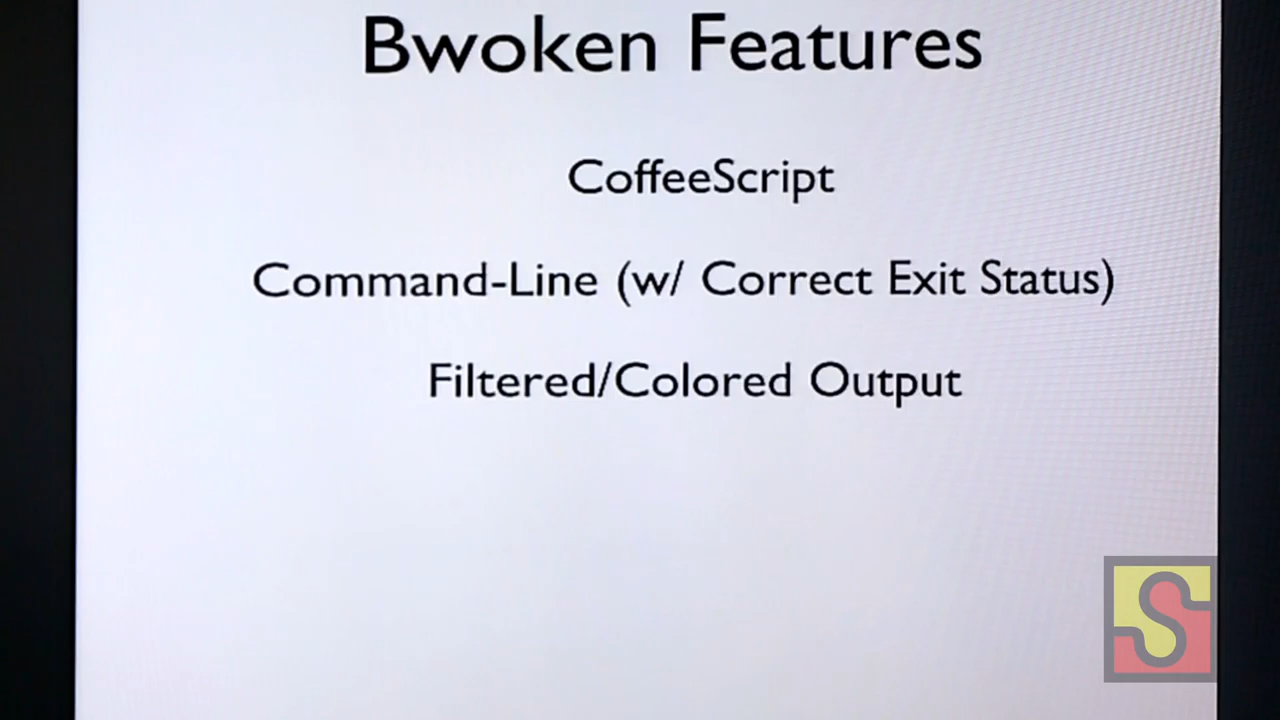 Bwoken Features
CoffeeScript
Command-Line (w/ Correct Exit Status)
Filtered/Colored Output
S